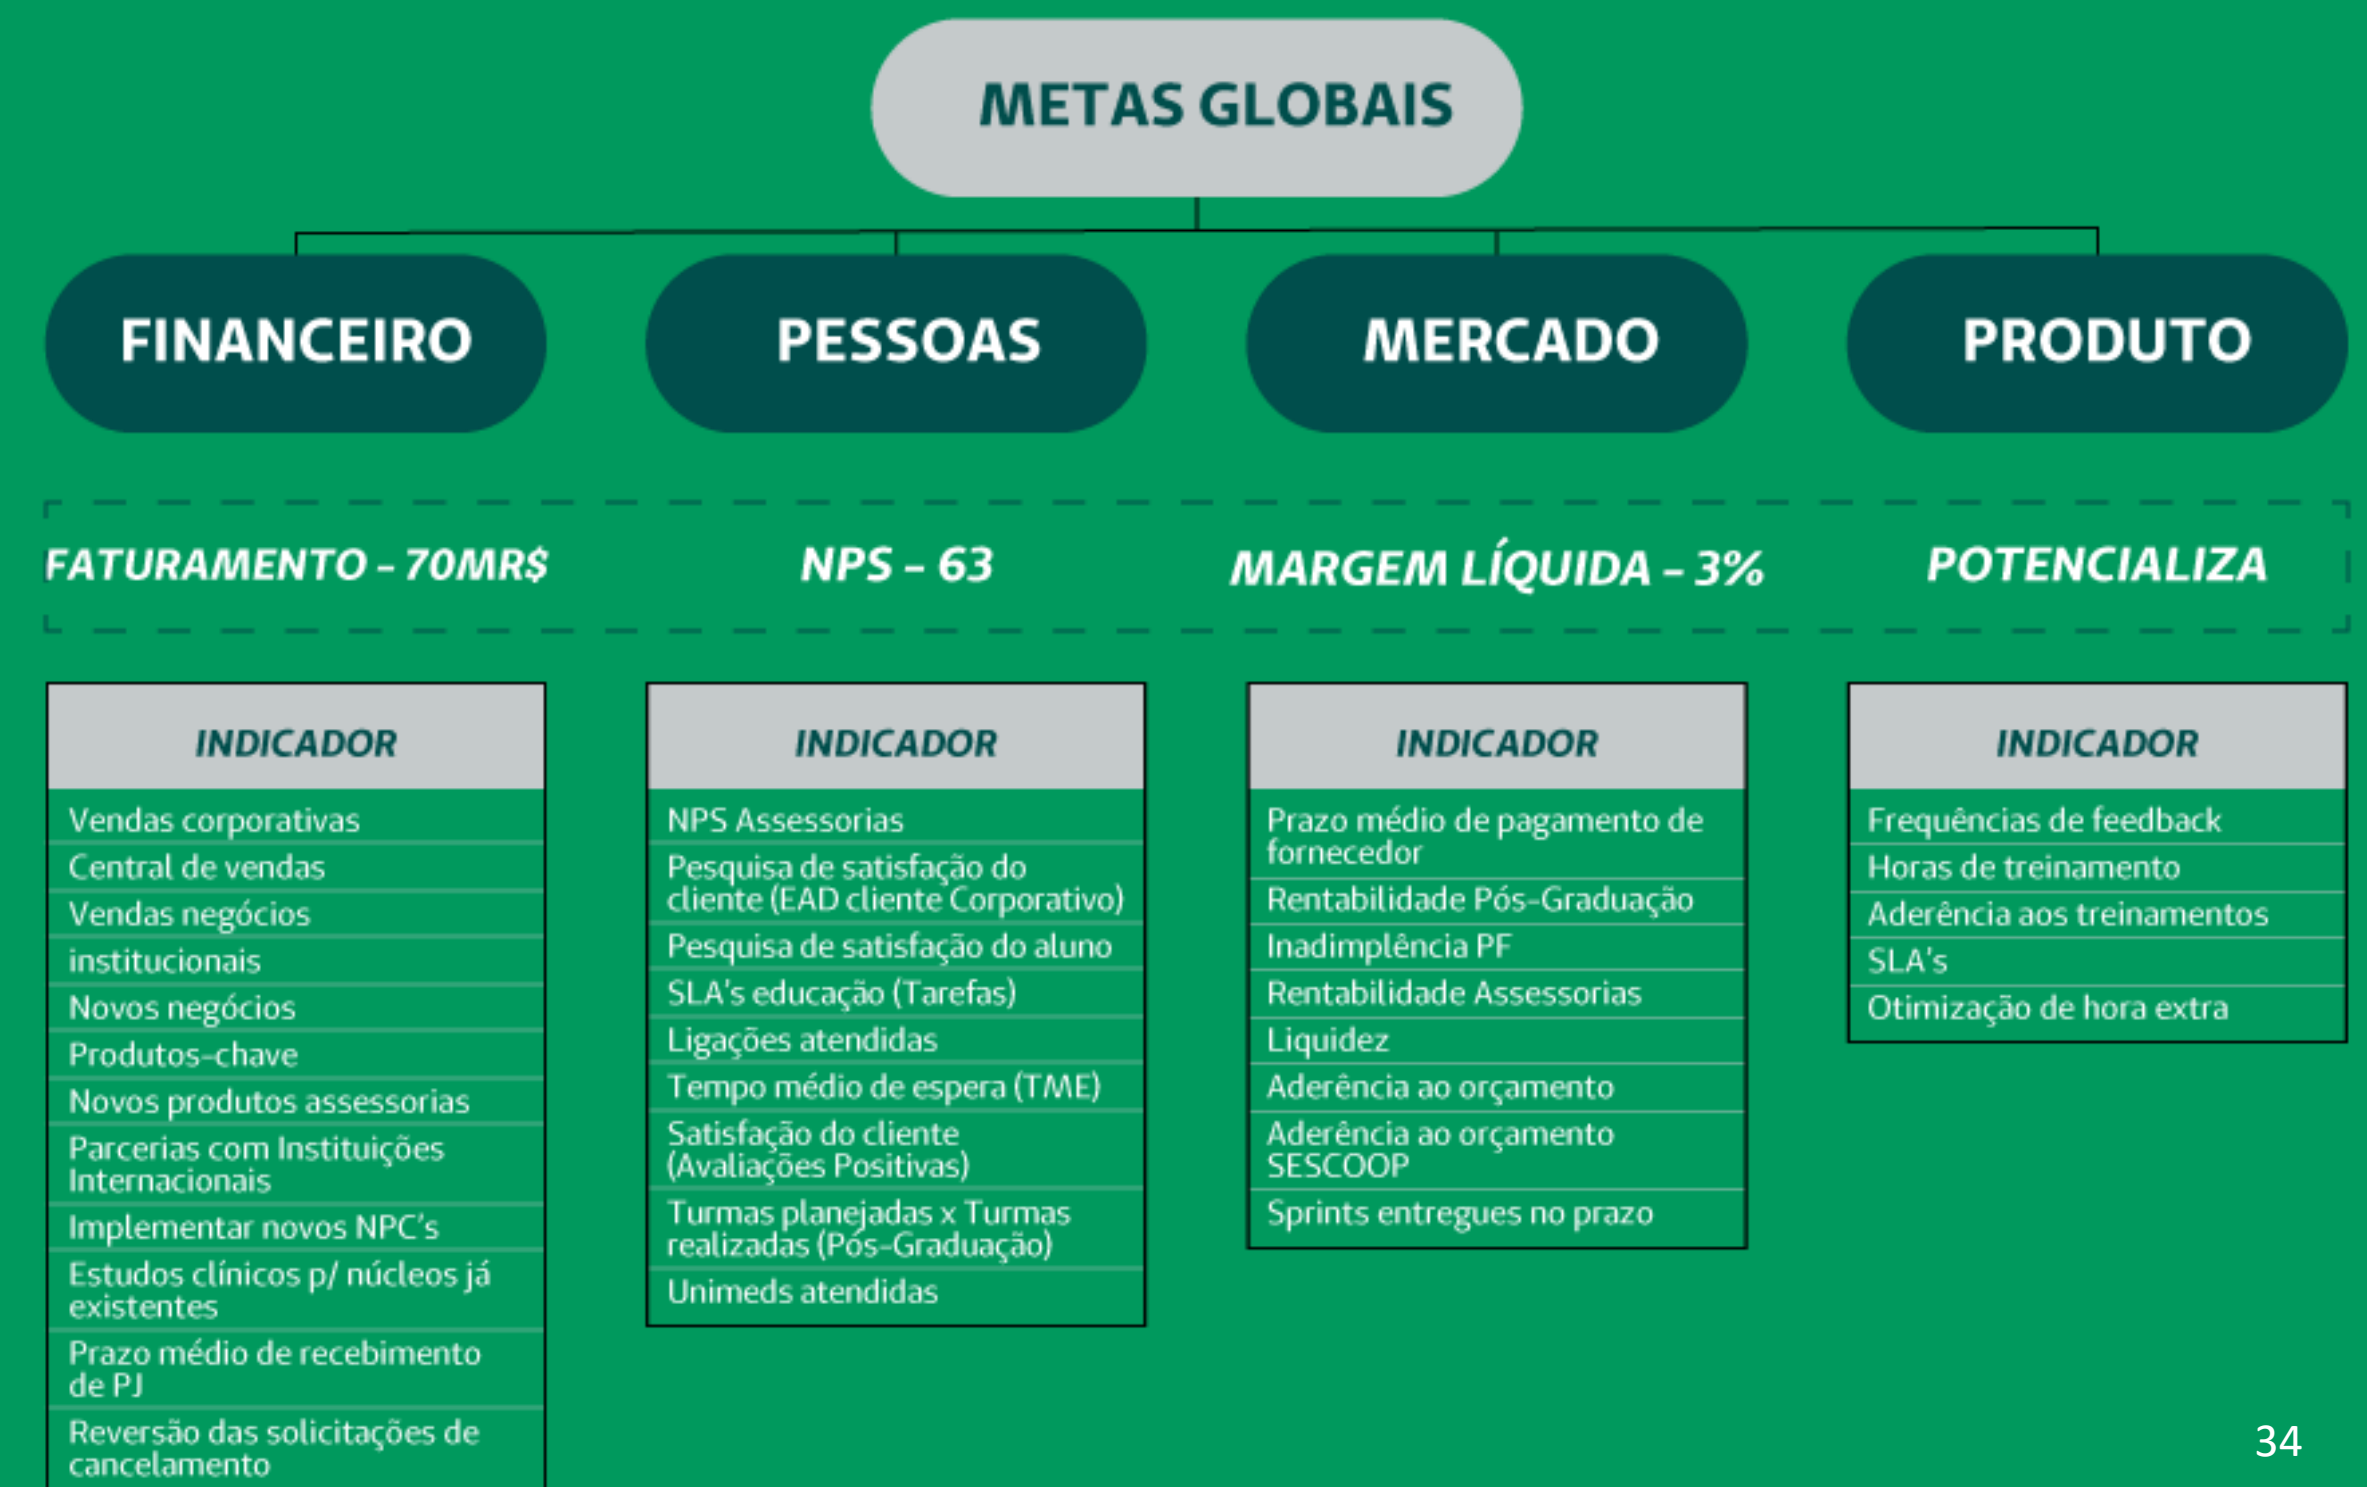 METAS GLOBAIS
FINANCEIRO
PESSOAS
MERCADO
PRODUTO
FATURAMENTO – 70MR$
NPS – 63
MARGEM LÍQUIDA – 3%
POTENCIALIZA
INDICADOR
Vendas corporativas
Central de vendas
Vendas negócios
institucionais
Novos negócios
Produtos-chave
Novos produtos assessorias
Parcerias com Instituições
Internacionais
Implementar novos NPC's
Estudos clínicos p/ núcleos já
existentes
Prazo médio de recebimento
de PJ
Reversão das solicitações de
cancelamento
INDICADOR
NPS Assessorias
Pesquisa de satisfação do
cliente (EAD cliente Corporativo)
Pesquisa de satisfação do aluno
SLA's educação (Tarefas)
Ligações atendidas
Tempo médio de espera (TME)
Satisfação do cliente
(Avaliações Positivas)
Turmas planejadas x Turmas
realizadas (Pós-Graduação)
Unimeds atendidas
INDICADOR
Prazo médio de pagamento de
fornecedor
Rentabilidade Pós-Graduação
Inadimplência PF
Rentabilidade Assessorias
Liquidez
Aderência ao orçamento
Aderência ao orçamento
SESCOOP
Sprints entregues no prazo
INDICADOR
Frequências de feedback
Horas de treinamento
Aderência aos treinamentos
SLA's
Otimização de hora extra
34